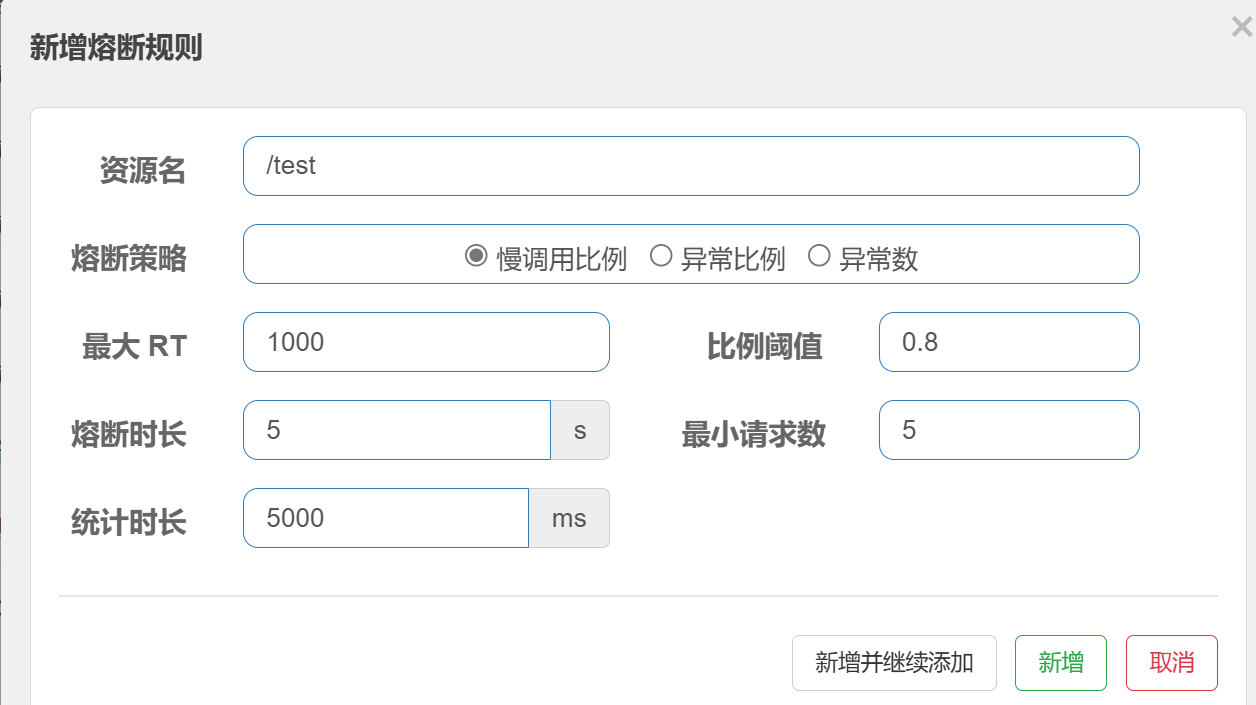 新增熔断规则
资源名 /test
熔断策略 慢调用比例 异常比例 异常数
最大 RT 1000 比例阈值 0.8
熔断时长 5 s 最小请求数 5
统计时长 5000 ms
新增并继续添加 新增 取消